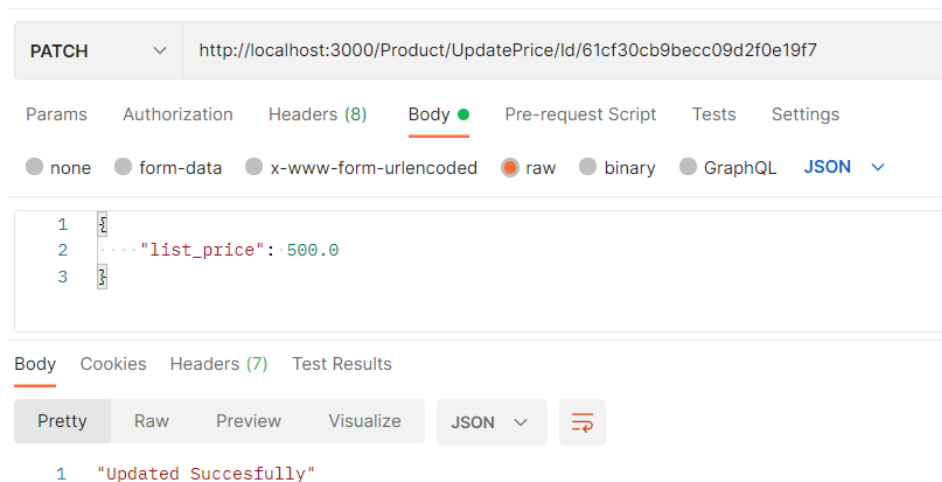 PATCH http://localhost:3000/Product/UpdatePrice/Id/61cf30cb9becc09d2f0e19f7
Params Authorization Headers (8) Body Pre-request Script Tests Settings
none form-data x-www-form-urlencoded raw binary GraphQL JSON
1 {
2 ····"list_price":·500.0
3 }
Body Cookies Headers (7) Test Results
Pretty Raw Preview Visualize JSON
1 "Updated Succesfully"